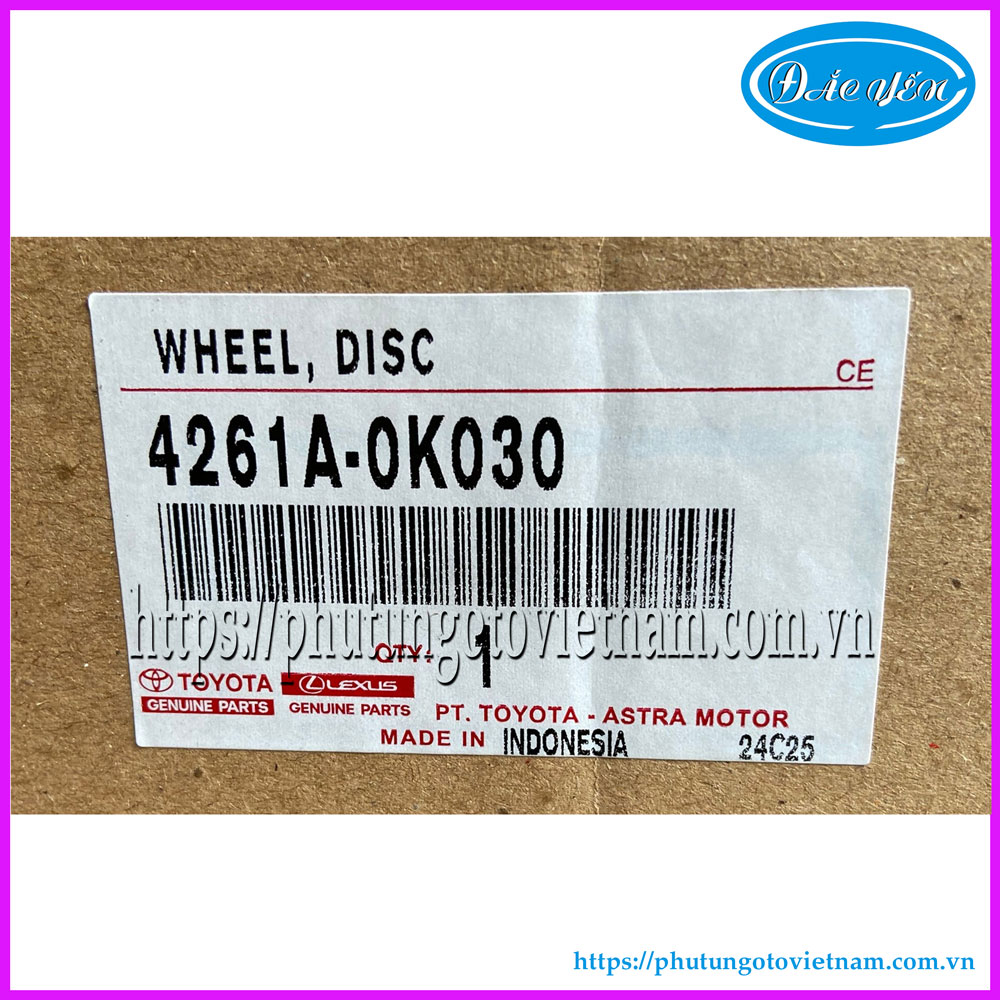 ĐẮC YẾN
WHEEL, DISC
CE
4261A-0K030
https://phutungotovietnam.com.vn
QTY: 1
TOYOTA LEXUS
GENUINE PARTS GENUINE PARTS PT. TOYOTA - ASTRA MOTOR
MADE IN INDONESIA 24C25
https://phutungotovietnam.com.vn